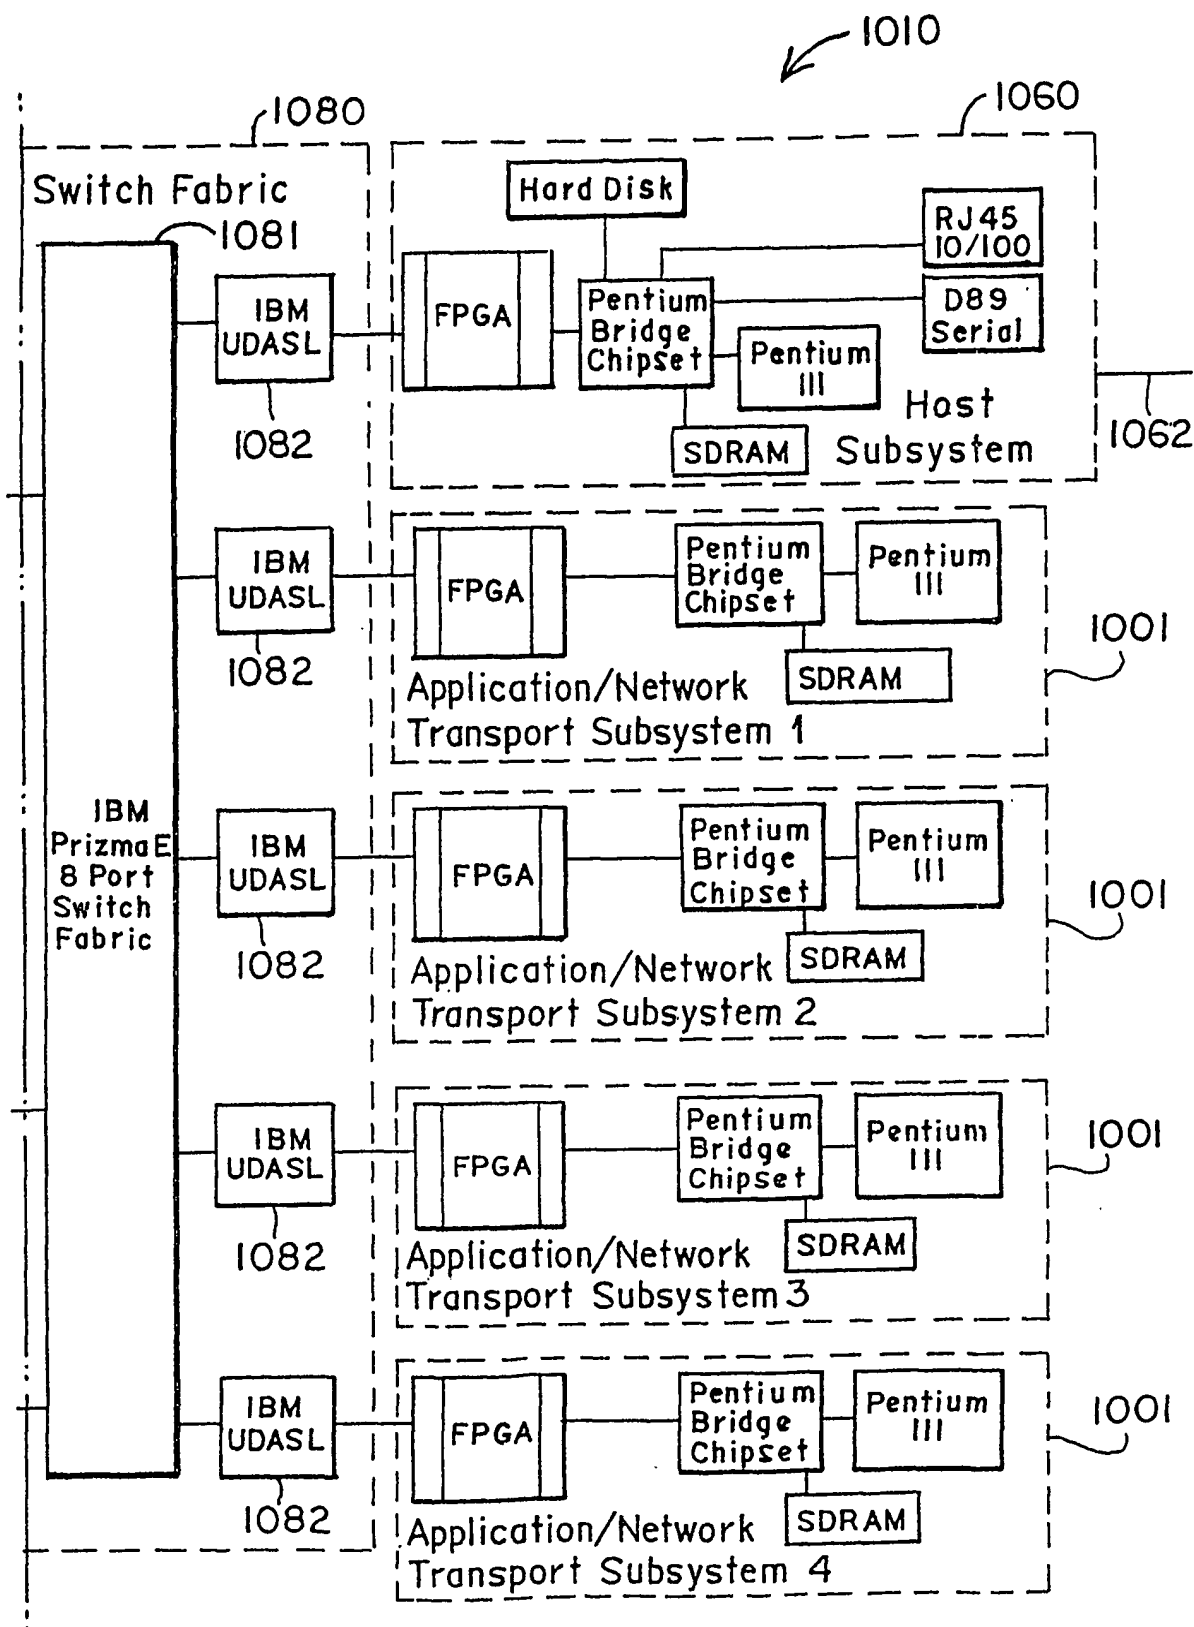 1010
1080
1060
Switch Fabric
1081
Hard Disk
RJ45
10/100
D89
Serial
IBM
UDASL
1082
FPGA
Pentium
Bridge
Chipset
Pentium
III
SDRAM
Host
Subsystem
1062
IBM
UDASL
1082
FPGA
Pentium
Bridge
Chipset
Pentium
III
SDRAM
Application/Network
Transport Subsystem 1
1001
IBM
PrizmaE
8 Port
Switch
Fabric
IBM
UDASL
1082
FPGA
Pentium
Bridge
Chipset
Pentium
III
SDRAM
Application/Network
Transport Subsystem 2
1001
IBM
UDASL
1082
FPGA
Pentium
Bridge
Chipset
Pentium
III
SDRAM
Application/Network
Transport Subsystem 3
1001
IBM
UDASL
1082
FPGA
Pentium
Bridge
Chipset
Pentium
III
SDRAM
Application/Network
Transport Subsystem 4
1001